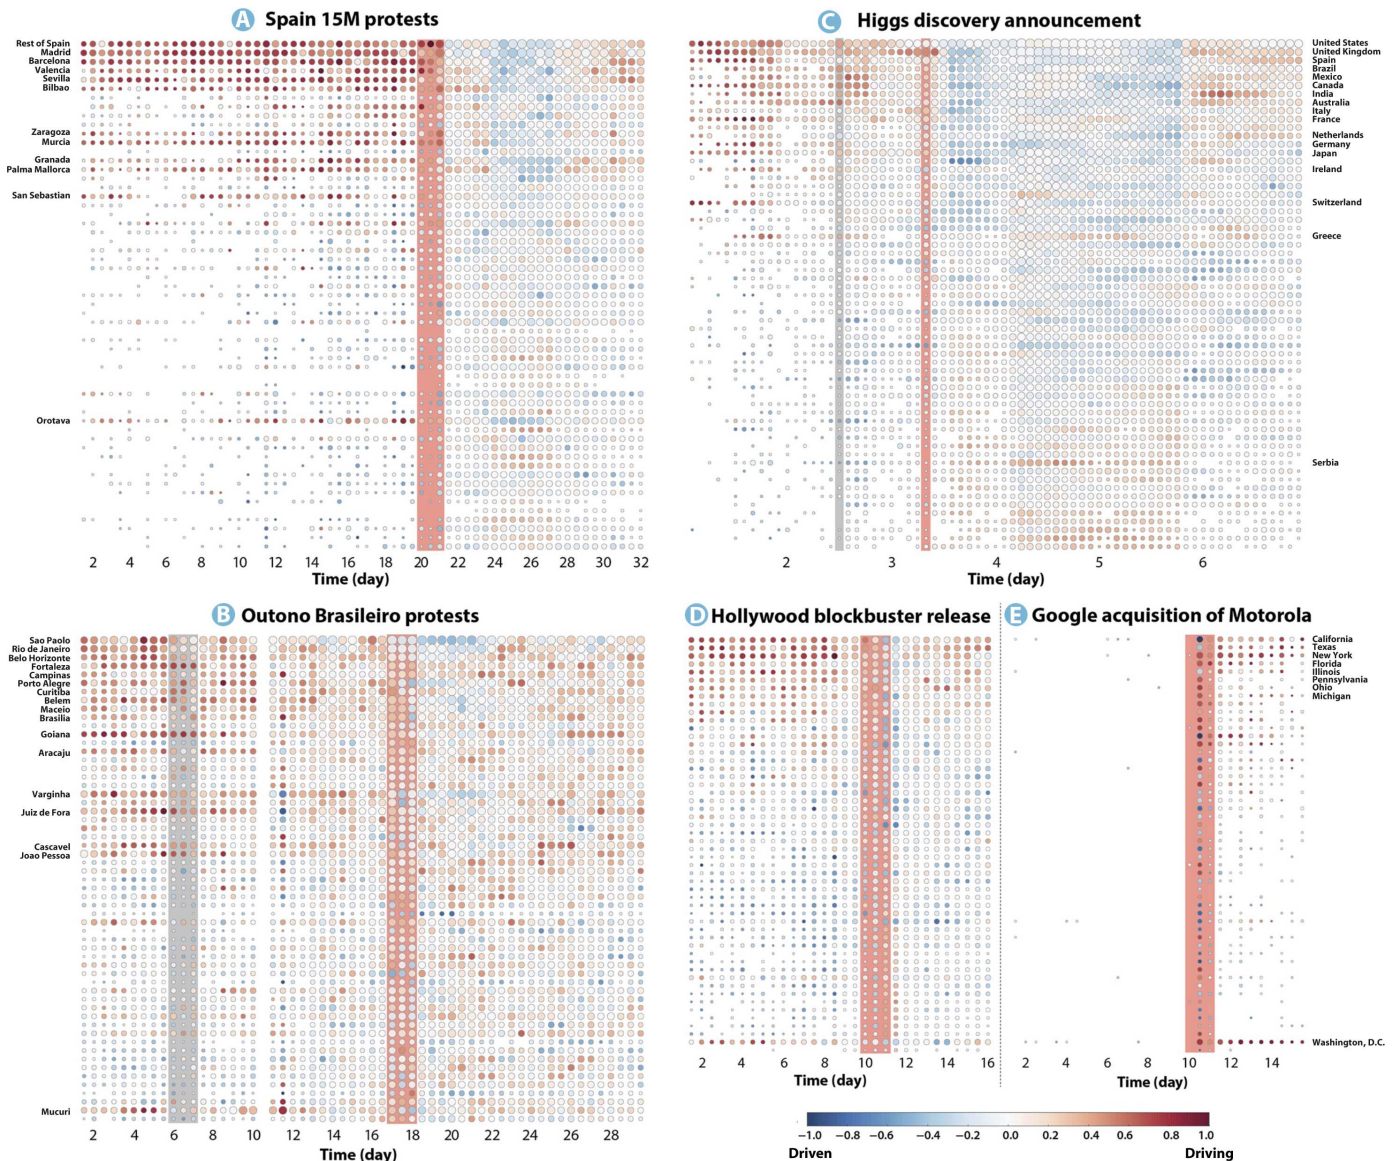 A Spain 15M protests
Rest of Spain
Madrid
Barcelona
Valencia
Sevilla
Bilbao
Zaragoza
Murcia
Granada
Palma Mallorca
San Sebastian
Orotava
2 4 6 8 10 12 14 16 18 20 22 24 26 28 30 32
Time (day)
C Higgs discovery announcement
United States
United Kingdom
Spain
Brazil
Mexico
Canada
India
Australia
Italy
France
Netherlands
Germany
Japan
Ireland
Switzerland
Greece
Serbia
2 3 4 5 6
Time (day)
B Outono Brasileiro protests
Sao Paolo
Rio de Janeiro
Belo Horizonte
Fortaleza
Campinas
Porto Alegre
Curitiba
Belem
Maceio
Brasilia
Goiana
Aracaju
Varginha
Juiz de Fora
Cascavel
Joao Pessoa
Mucuri
2 4 6 8 10 12 14 16 18 20 22 24 26 28
Time (day)
D Hollywood blockbuster release
2 4 6 8 10 12 14 16
Time (day)
E Google acquisition of Motorola
California
Texas
New York
Florida
Illinois
Pennsylvania
Ohio
Michigan
Washington, D.C.
2 4 6 8 10 12 14
Time (day)
−1.0 −0.8 −0.6 −0.4 −0.2 0.0 0.2 0.4 0.6 0.8 1.0
Driven Driving